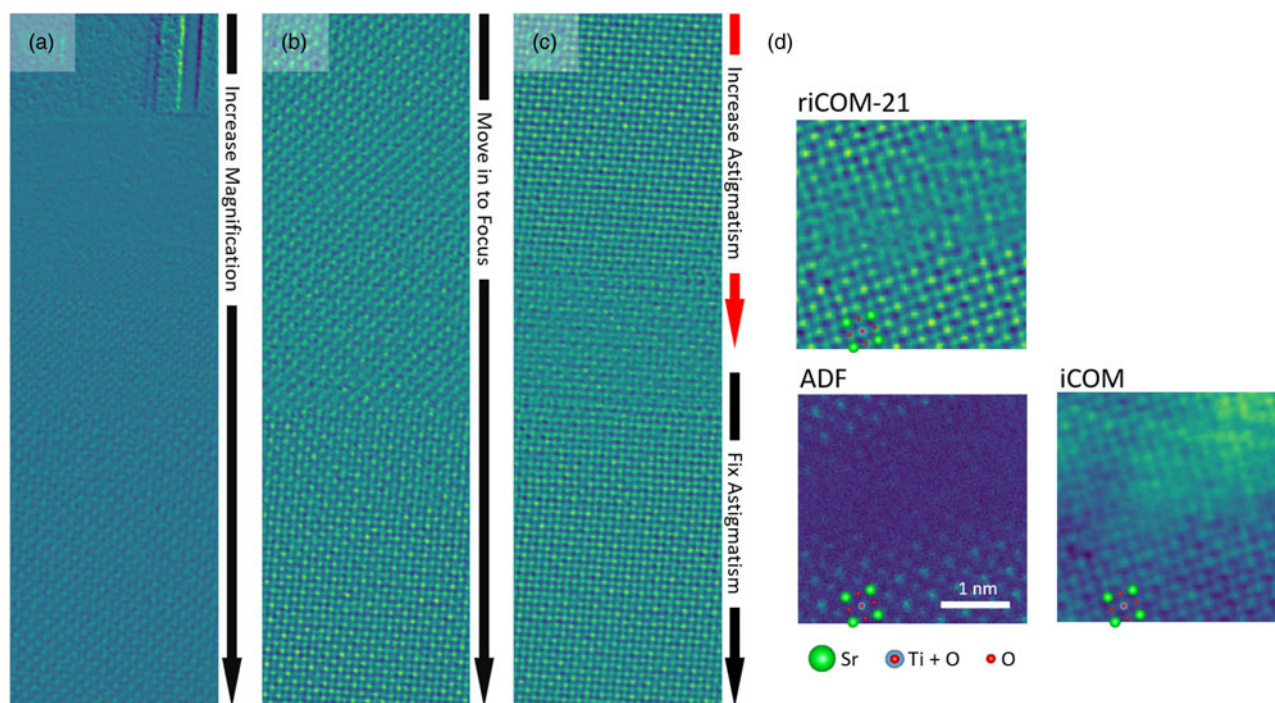 (a)
Increase Magnification
(b)
Move in to Focus
(c)
Increase Astigmatism
Fix Astigmatism
(d)
riCOM-21
ADF
iCOM
1 nm
Sr
Ti + O
O